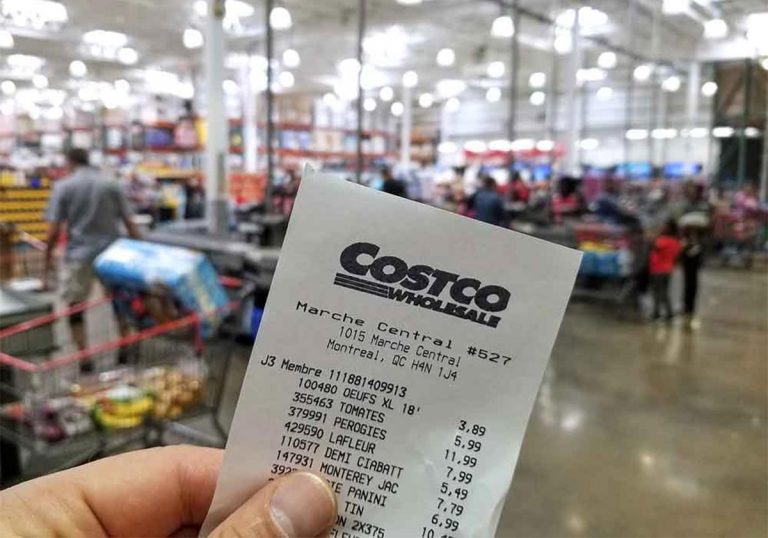 COSTCO
WHOLESALE
Marche Central #527
1015 Marche Central
Montreal, QC H4N 1J4
J3 Membre 111881409913
100480 OEUFS XL 18' 3,89
355463 TOMATES 5,99
379991 PEROGIES 11,99
429590 LAFLEUR 7,99
110577 DEMI CIABATT 5,49
147931 MONTEREY JAC 7,79
PANINI 6,99
TIN
2X375